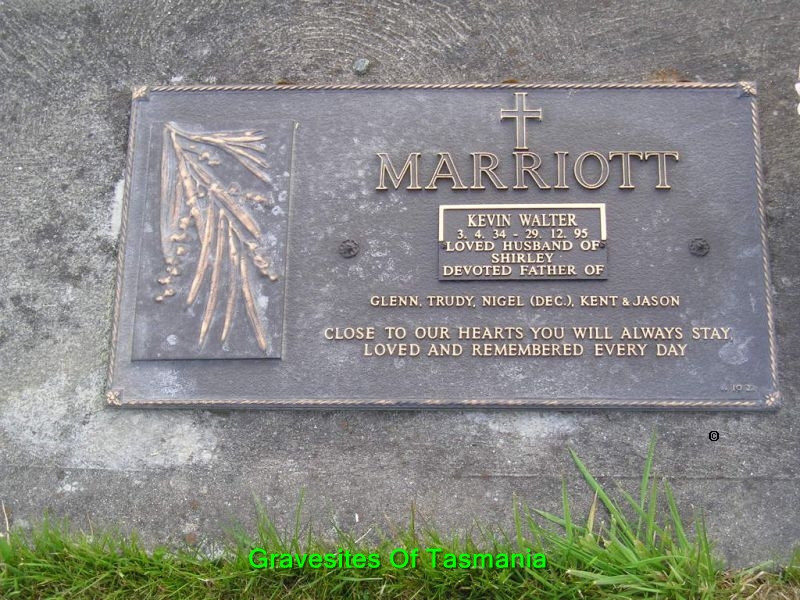 MARRIOTT
KEVIN WALTER
3. 4. 34 - 29. 12. 95
LOVED HUSBAND OF
SHIRLEY
DEVOTED FATHER OF
GLENN, TRUDY, NIGEL (DEC.), KENT & JASON
CLOSE TO OUR HEARTS YOU WILL ALWAYS STAY,
LOVED AND REMEMBERED EVERY DAY
©
Gravesites Of Tasmania